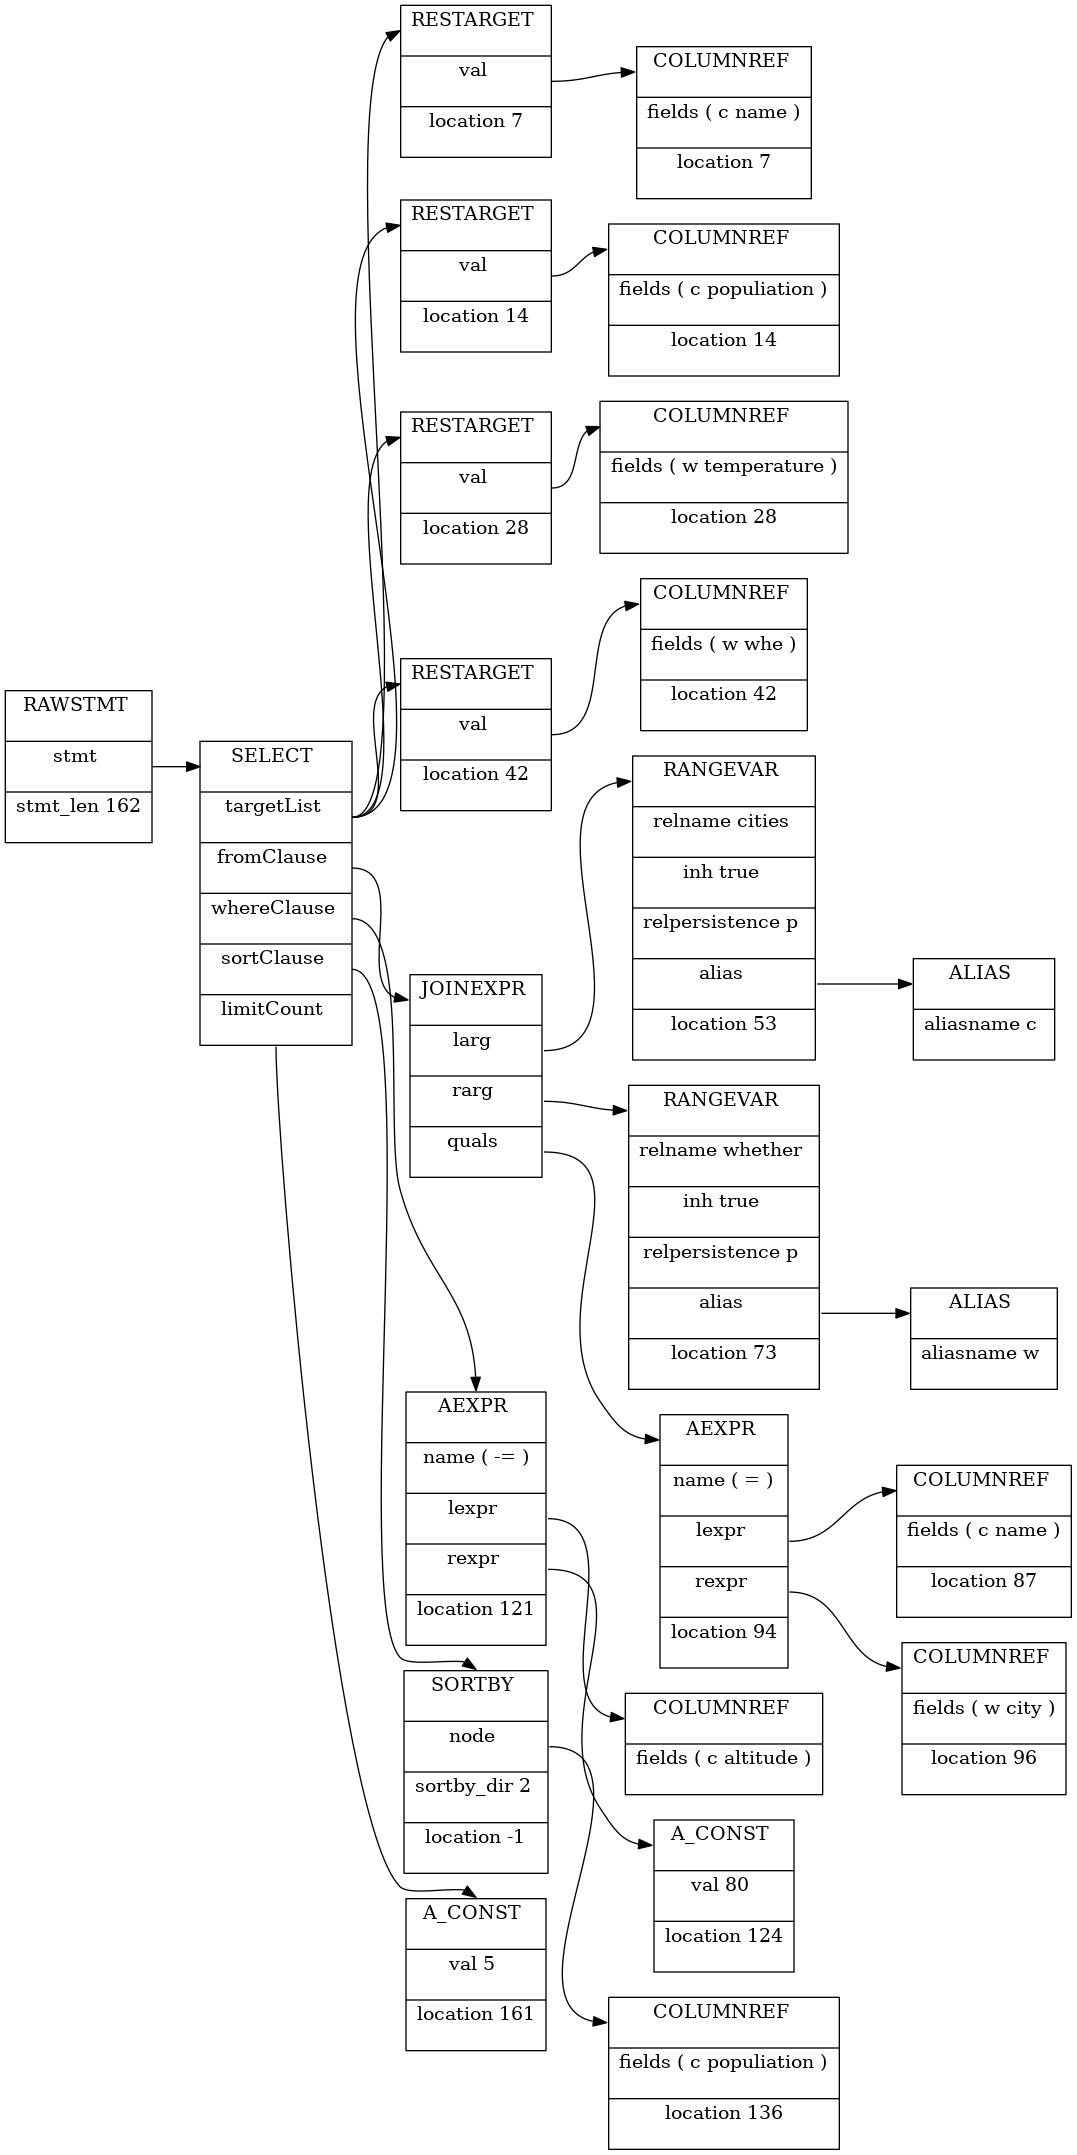 RAWSTMT
stmt
stmt_len 162
SELECT
targetList
fromClause
whereClause
sortClause
limitCount
RESTARGET
val
location 7
COLUMNREF
fields ( c name )
location 7
RESTARGET
val
location 14
COLUMNREF
fields ( c populiation )
location 14
RESTARGET
val
location 28
COLUMNREF
fields ( w temperature )
location 28
RESTARGET
val
location 42
COLUMNREF
fields ( w whe )
location 42
JOINEXPR
larg
rarg
quals
RANGEVAR
relname cities
inh true
relpersistence p
alias
location 53
ALIAS
aliasname c
RANGEVAR
relname whether
inh true
relpersistence p
alias
location 73
ALIAS
aliasname w
AEXPR
name ( = )
lexpr
rexpr
location 94
COLUMNREF
fields ( c name )
location 87
COLUMNREF
fields ( w city )
location 96
AEXPR
name ( -= )
lexpr
rexpr
location 121
COLUMNREF
fields ( c altitude )
A_CONST
val 80
location 124
SORTBY
node
sortby_dir 2
location -1
COLUMNREF
fields ( c populiation )
location 136
A_CONST
val 5
location 161